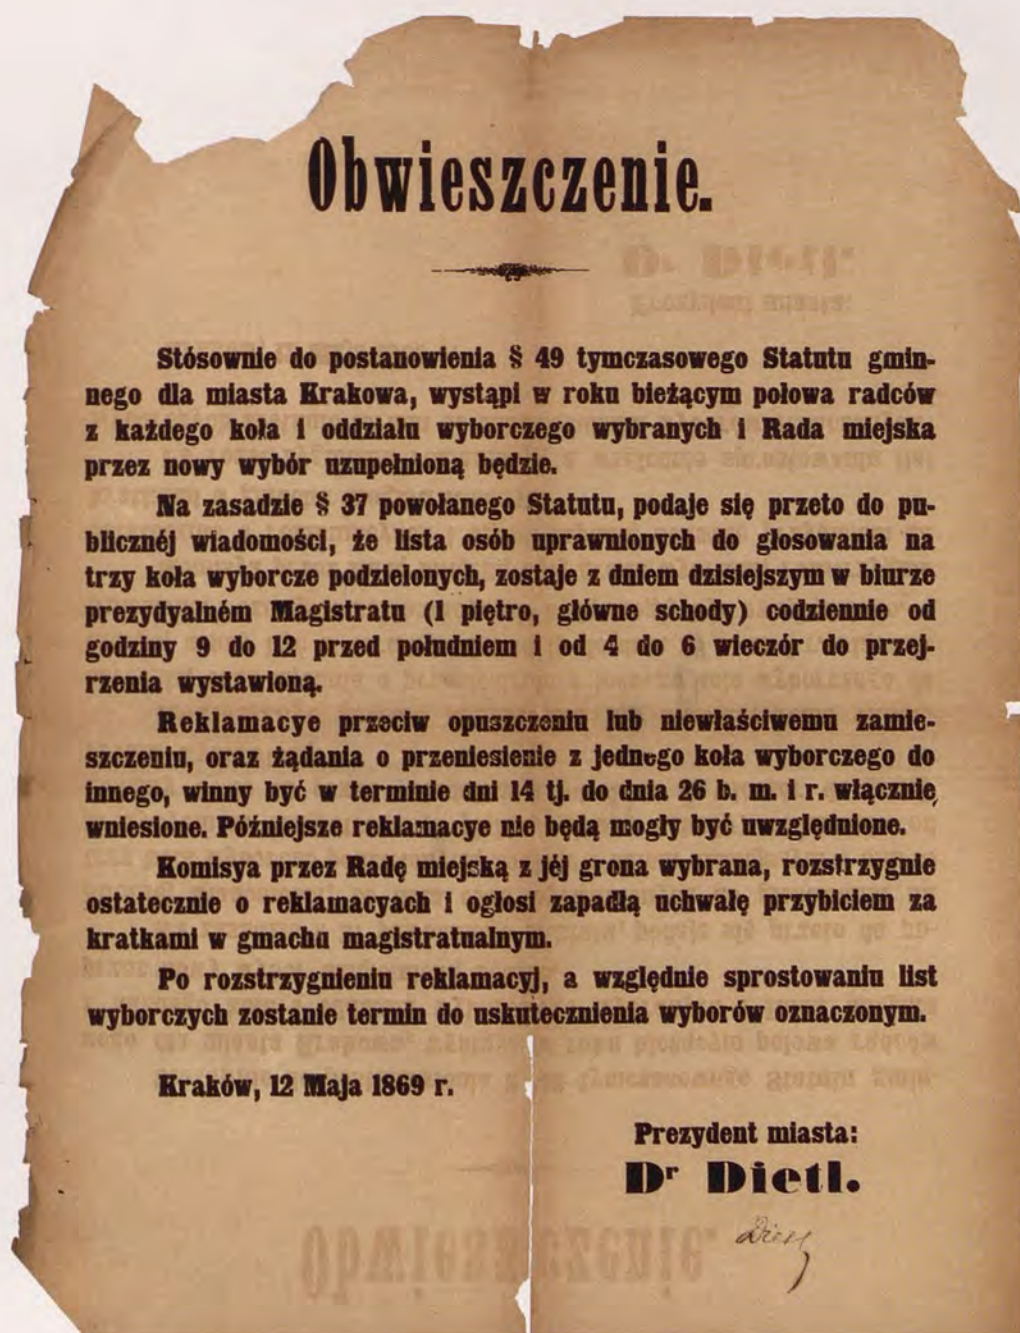 Obwieszczenie.
Stósownie do postanowienia § 49 tymczasowego Statutu gmin-
nego dla miasta Krakowa, wystąpi w roku bieżącym połowa radców
z każdego koła i oddziału wyborczego wybranych i Rada miejska
przez nowy wybór uzupełnioną będzie.
Na zasadzie § 37 powołanego Statutu, podaje się przeto do pu-
blicznéj wiadomości, że lista osób uprawnionych do głosowania na
trzy koła wyborcze podzielonych, zostaje z dniem dzisiejszym w biurze
prezydyalném Magistratu (I piętro, główne schody) codziennie od
godziny 9 do 12 przed południem i od 4 do 6 wieczór do przej-
rzenia wystawioną.
Reklamacye przeciw opuszczeniu lub niewłaściwemu zamie-
szczeniu, oraz żądania o przeniesienie z jednego koła wyborczego do
innego, winny być w terminie dni 14 tj. do dnia 26 b. m. i r. włącznie,
wniesione. Późniejsze reklamacye nie będą mogły być uwzględnione.
Komisya przez Radę miejską z jéj grona wybrana, rozstrzygnie
ostatecznie o reklamacyach i ogłosi zapadłą uchwałę przybiciem za
kratkami w gmachu magistratualnym.
Po rozstrzygnieniu reklamacyj, a względnie sprostowaniu list
wyborczych zostanie termin do uskutecznienia wyborów oznaczonym.
Kraków, 12 Maja 1869 r.
Prezydent miasta:
Dr Dietl.